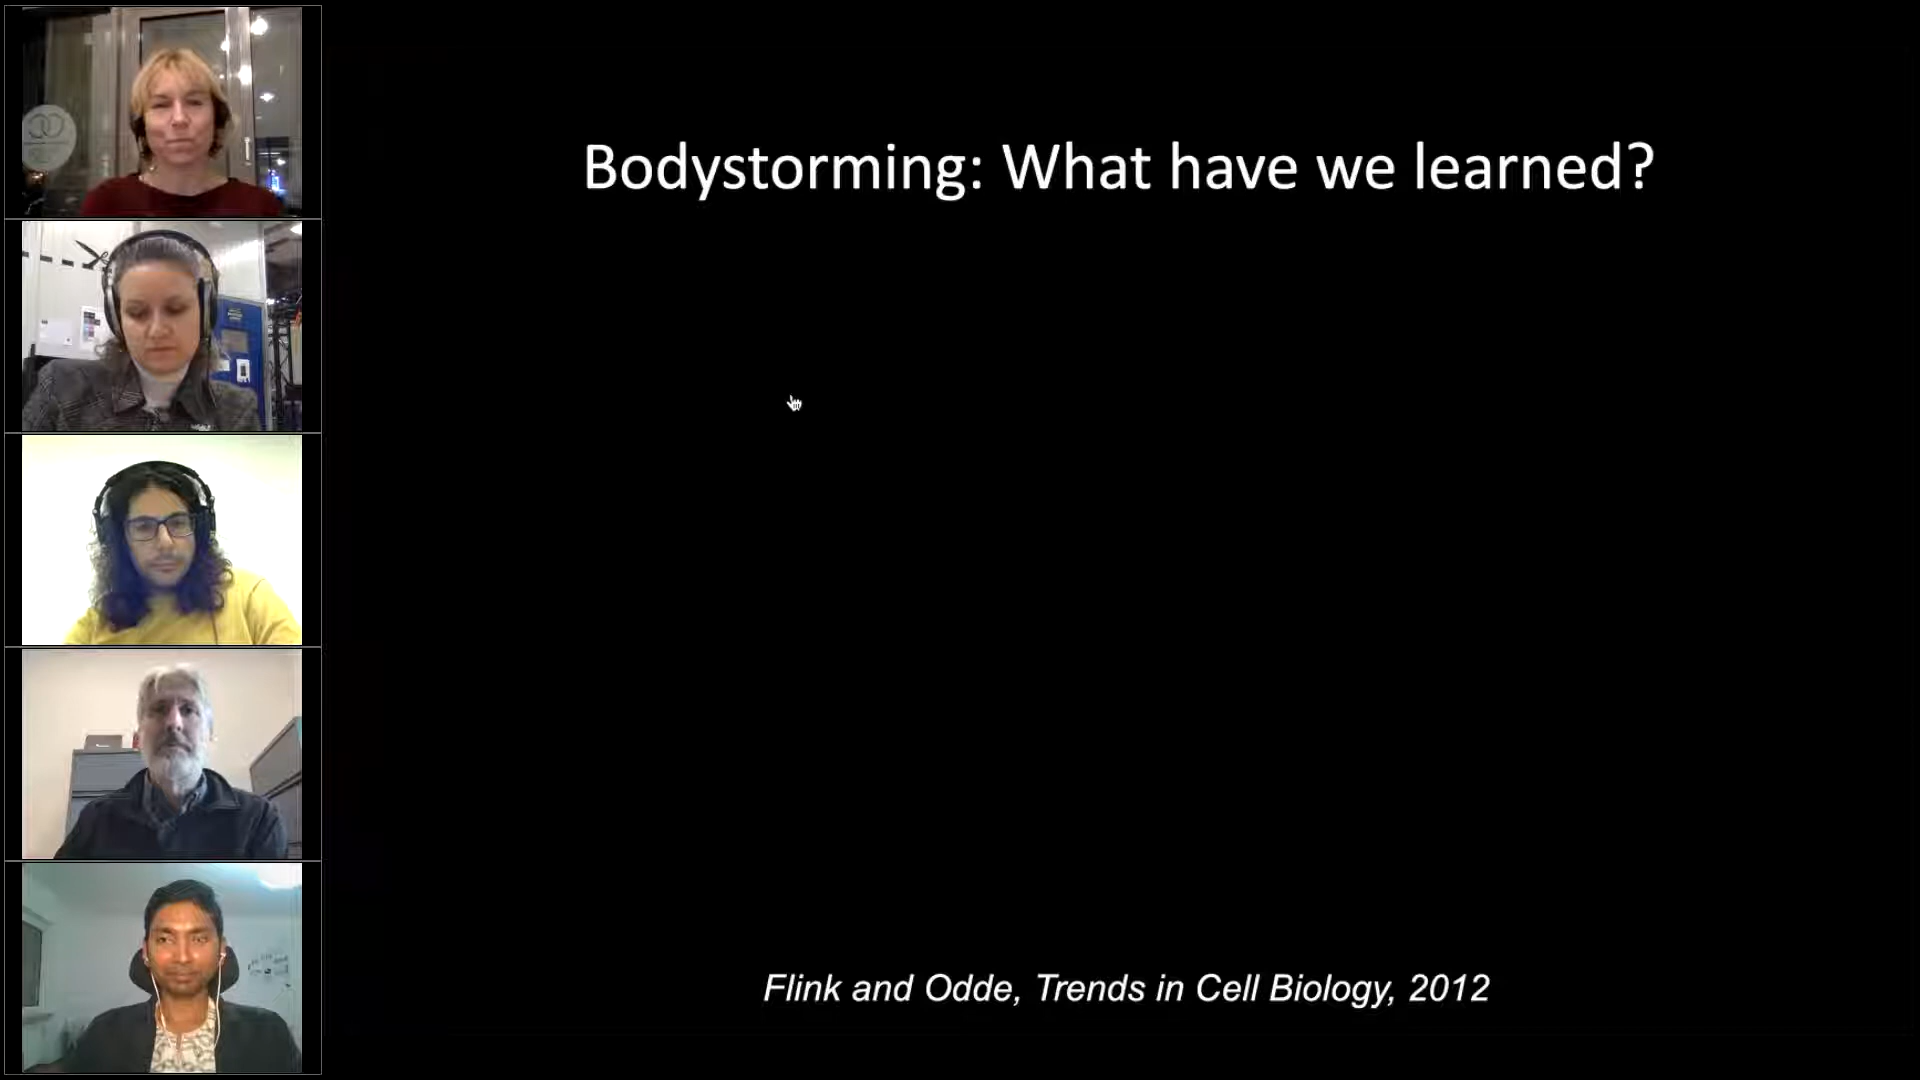 Bodystorming: What have we learned?
Flink and Odde, Trends in Cell Biology, 2012